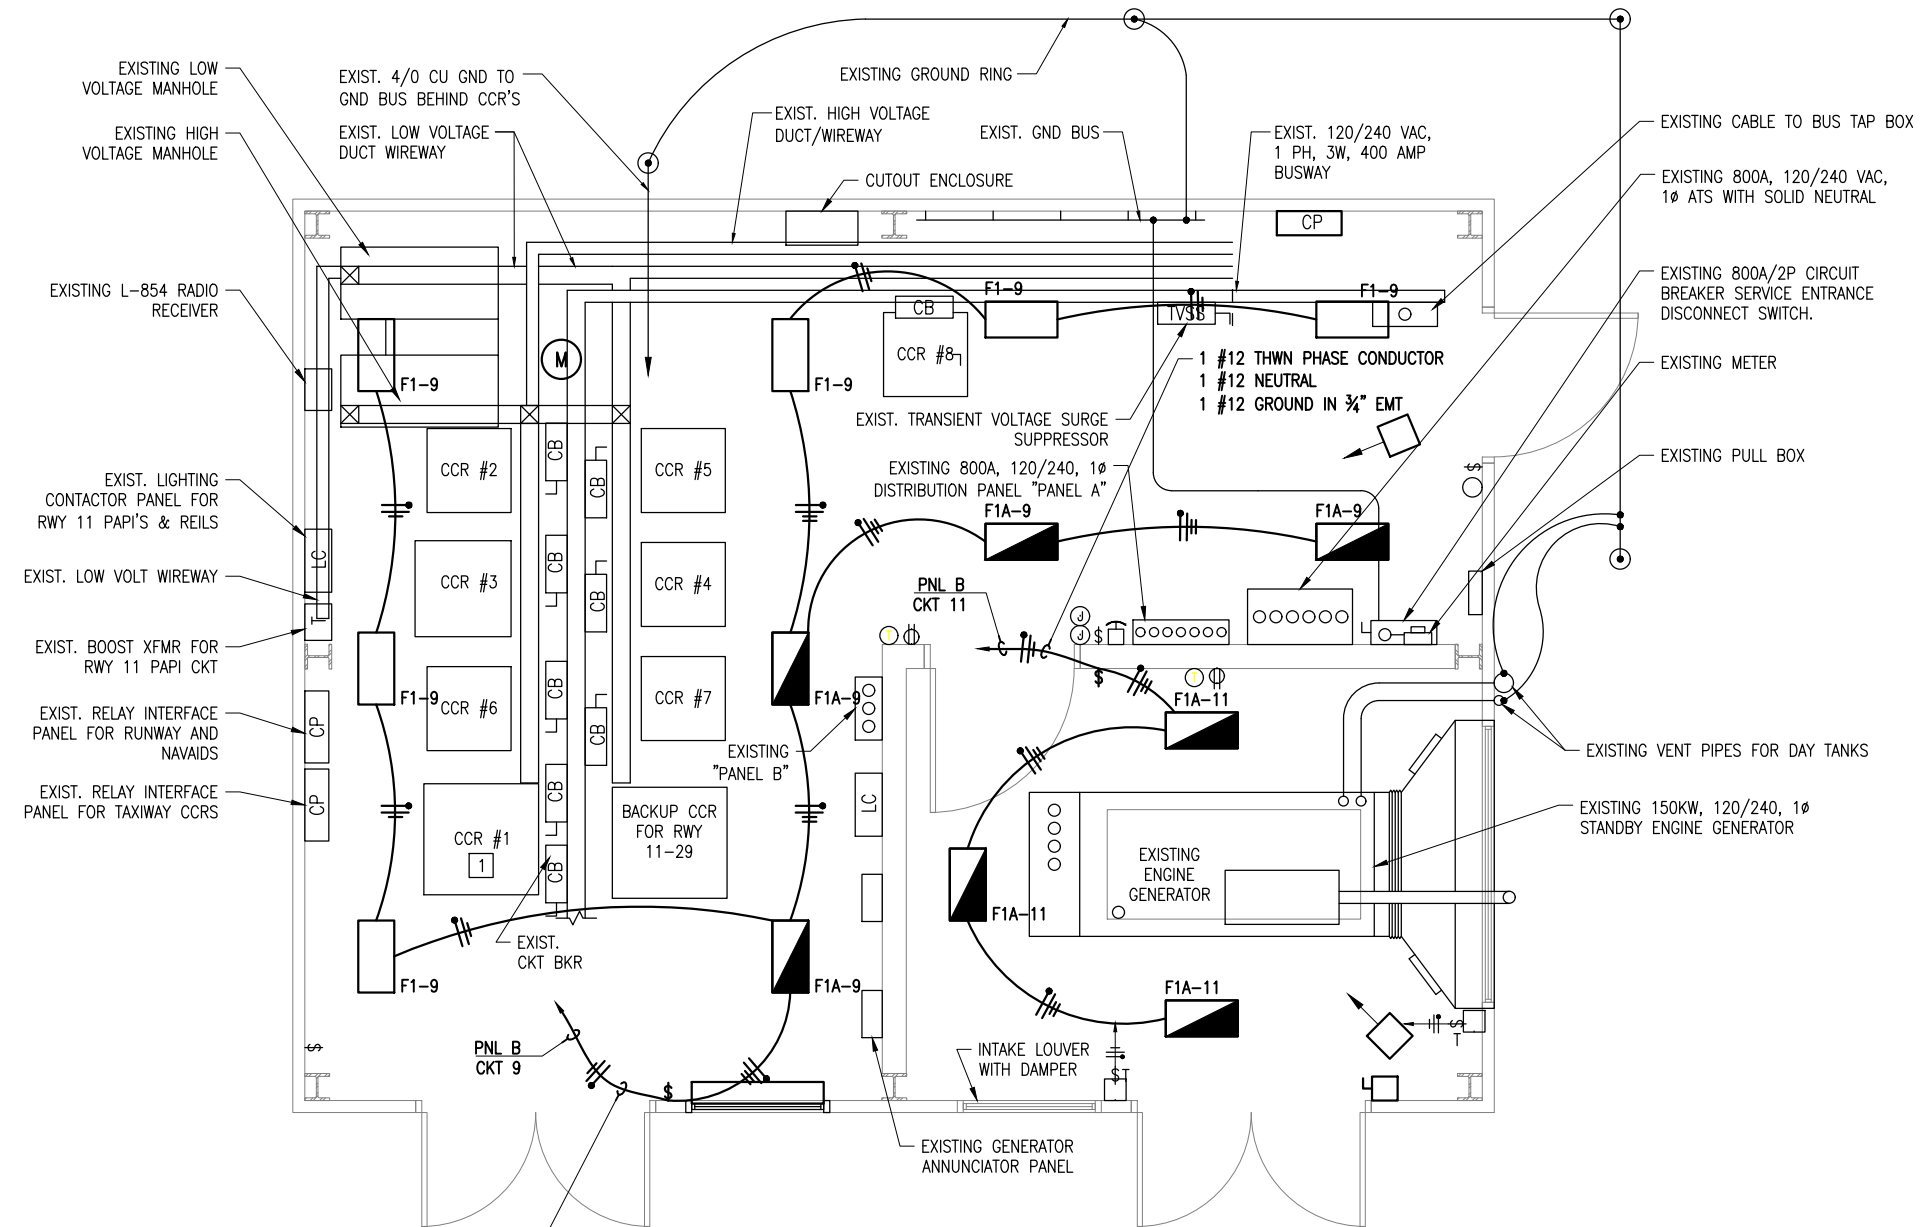 EXISTING LOW
VOLTAGE MANHOLE
EXISTING HIGH
VOLTAGE MANHOLE
EXIST. 4/0 CU GND TO
GND BUS BEHIND CCR'S
EXIST. LOW VOLTAGE
DUCT WIREWAY
EXISTING GROUND RING
EXIST. HIGH VOLTAGE
DUCT/WIREWAY
EXIST. GND BUS
EXIST. 120/240 VAC,
1 PH, 3W, 400 AMP
BUSWAY
CUTOUT ENCLOSURE
CP
EXISTING CABLE TO BUS TAP BOX
EXISTING 800A, 120/240 VAC,
1ø ATS WITH SOLID NEUTRAL
EXISTING 800A/2P CIRCUIT
BREAKER SERVICE ENTRANCE
DISCONNECT SWITCH.
EXISTING METER
EXISTING PULL BOX
EXISTING L-854 RADIO
RECEIVER
F1-9
F1-9
CB
TVSS
M
CCR #8
F1-9
F1-9
1 #12 THWN PHASE CONDUCTOR
1 #12 NEUTRAL
1 #12 GROUND IN ¾" EMT
EXIST. TRANSIENT VOLTAGE SURGE
SUPPRESSOR
EXISTING 800A, 120/240, 1ø
DISTRIBUTION PANEL "PANEL A"
EXIST. LIGHTING
CONTACTOR PANEL FOR
RWY 11 PAPI'S & REILS
LC
EXIST. LOW VOLT WIREWAY
T
EXIST. BOOST XFMR FOR
RWY 11 PAPI CKT
EXIST. RELAY INTERFACE
PANEL FOR RUNWAY AND
NAVAIDS
CP
EXIST. RELAY INTERFACE
PANEL FOR TAXIWAY CCRS
CP
CCR #2
CB
CB
CCR #5
CCR #3
CB
CB
CCR #4
CCR #6
CB
CB
CCR #7
CCR #1
1
CB
CB
BACKUP CCR
FOR RWY
11-29
F1A-9
F1A-9
PNL B
CKT 11
J
J
$
T
$
T
S
F1-9
F1A-9
F1A-11
EXISTING
"PANEL B"
LC
EXISTING VENT PIPES FOR DAY TANKS
EXISTING 150KW, 120/240, 1ø
STANDBY ENGINE GENERATOR
EXISTING
ENGINE
GENERATOR
F1A-11
EXIST.
CKT BKR
F1-9
F1A-9
F1A-11
S
PNL B
CKT 9
$
INTAKE LOUVER
WITH DAMPER
S
T
S
T
EXISTING GENERATOR
ANNUNCIATOR PANEL